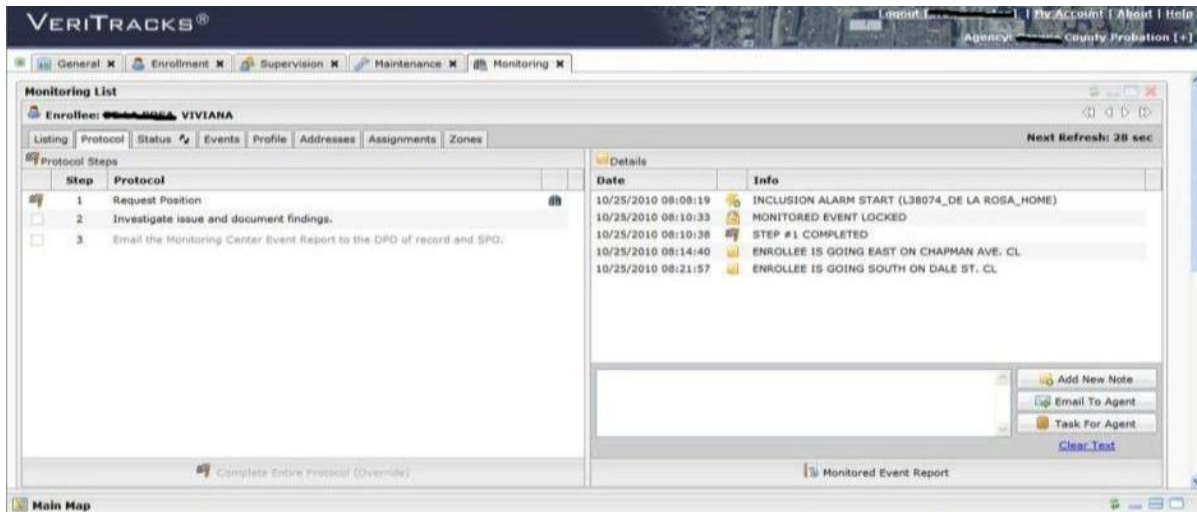 VERITRACKS®
Logout | My Account | About | Help
Agency: County Probation [+]
General Enrollment Supervision Maintenance Monitoring
Monitoring List
Enrollee: VIVIANA
Listing Protocol Status Events Profile Addresses Assignments Zones Next Refresh: 28 sec
Protocol Steps
Step Protocol
1 Request Position
2 Investigate issue and document findings.
3 Email the Monitoring Center Event Report to the DPO of record and SPO.
Complete Entire Protocol (Override)
Details
Date Info
10/25/2010 08:08:19 INCLUSION ALARM START (L38074_DE LA ROSA_HOME)
10/25/2010 08:10:33 MONITORED EVENT LOCKED
10/25/2010 08:10:38 STEP #1 COMPLETED
10/25/2010 08:14:40 ENROLLEE IS GOING EAST ON CHAPMAN AVE. CL
10/25/2010 08:21:57 ENROLLEE IS GOING SOUTH ON DALE ST. CL
Add New Note
Email To Agent
Task For Agent
Clear Text
Monitored Event Report
Main Map